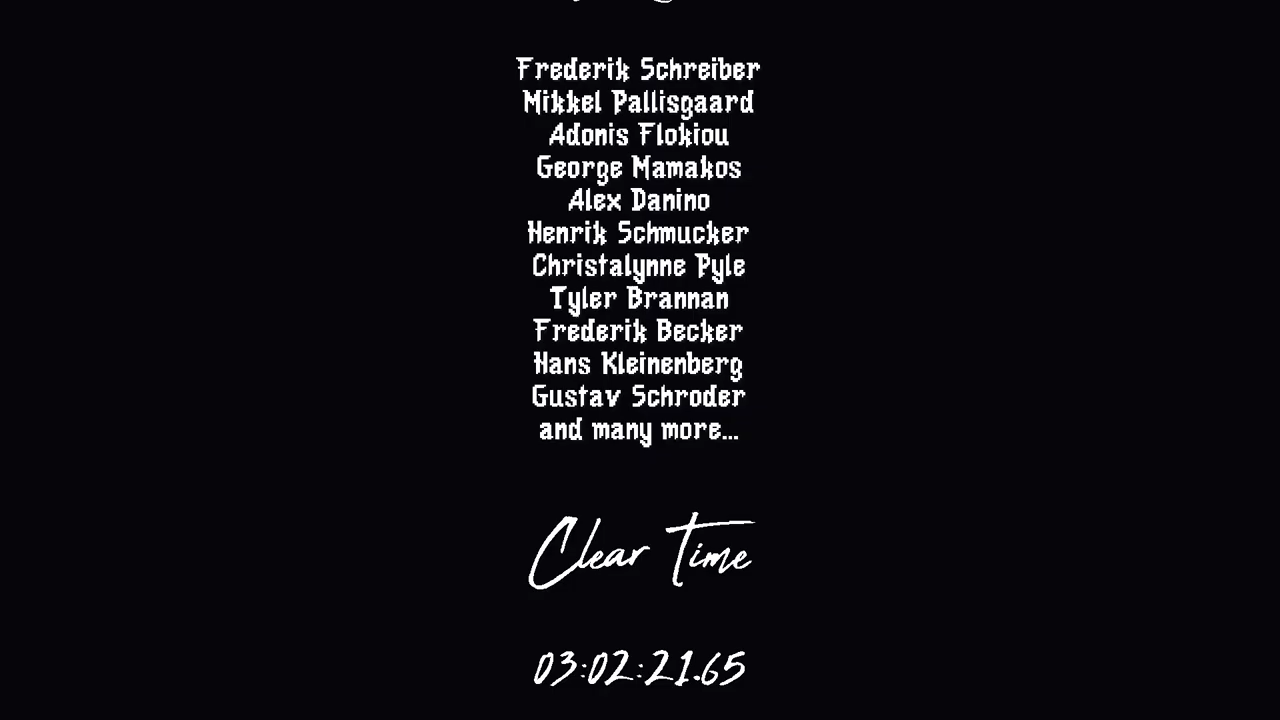 Frederik Schreiber
Mikkel Pallisgaard
Adonis Flokiou
George Mamakos
Alex Danino
Henrik Schmucker
Christalynne Pyle
Tyler Brannan
Frederik Becker
Hans Kleinenberg
Gustav Schroder
and many more...
Clear Time
03:02:21.65